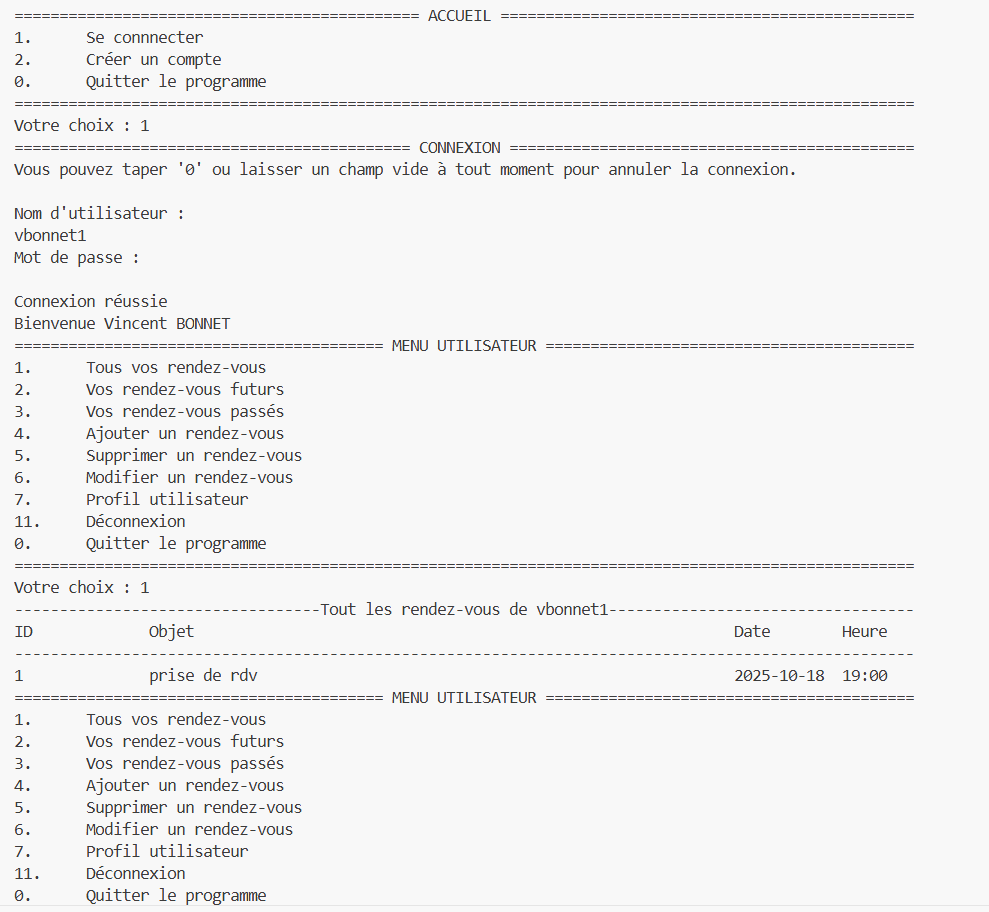 ============================================= ACCUEIL ==============================================
1.      Se connnecter
2.      Créer un compte
0.      Quitter le programme
====================================================================================================
Votre choix : 1
============================================ CONNEXION =============================================
Vous pouvez taper '0' ou laisser un champ vide à tout moment pour annuler la connexion.
Nom d'utilisateur :
vbonnet1
Mot de passe :
Connexion réussie
Bienvenue Vincent BONNET
========================================= MENU UTILISATEUR =========================================
1.      Tous vos rendez-vous
2.      Vos rendez-vous futurs
3.      Vos rendez-vous passés
4.      Ajouter un rendez-vous
5.      Supprimer un rendez-vous
6.      Modifier un rendez-vous
7.      Profil utilisateur
11.     Déconnexion
0.      Quitter le programme
====================================================================================================
Votre choix : 1
----------------------------------Tout les rendez-vous de vbonnet1----------------------------------
ID             Objet                                                            Date        Heure
----------------------------------------------------------------------------------------------------
1              prise de rdv                                                     2025-10-18  19:00
========================================= MENU UTILISATEUR =========================================
1.      Tous vos rendez-vous
2.      Vos rendez-vous futurs
3.      Vos rendez-vous passés
4.      Ajouter un rendez-vous
5.      Supprimer un rendez-vous
6.      Modifier un rendez-vous
7.      Profil utilisateur
11.     Déconnexion
0.      Quitter le programme